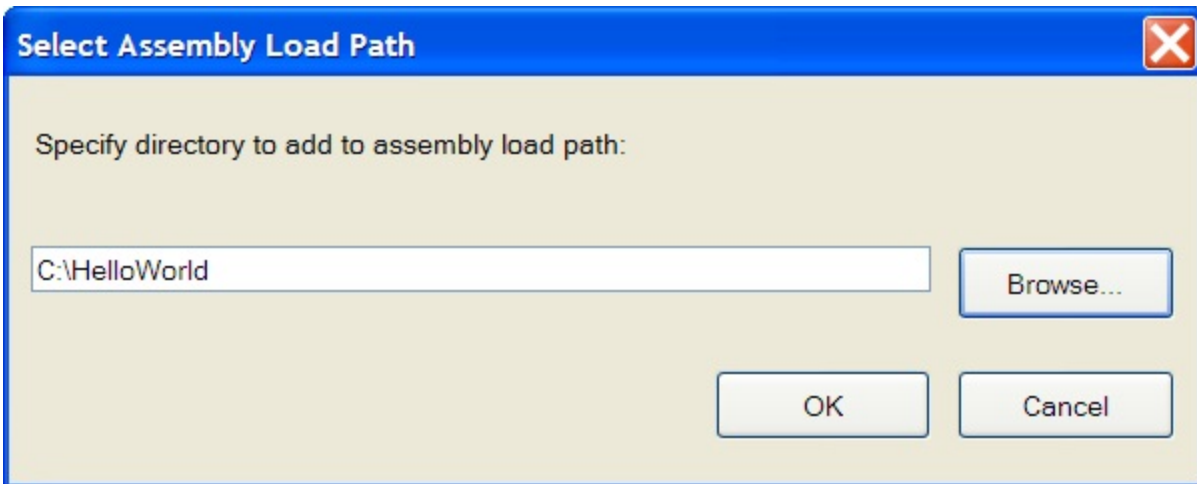 Select Assembly Load Path
Specify directory to add to assembly load path:
C:\HelloWorld
Browse...
OK
Cancel